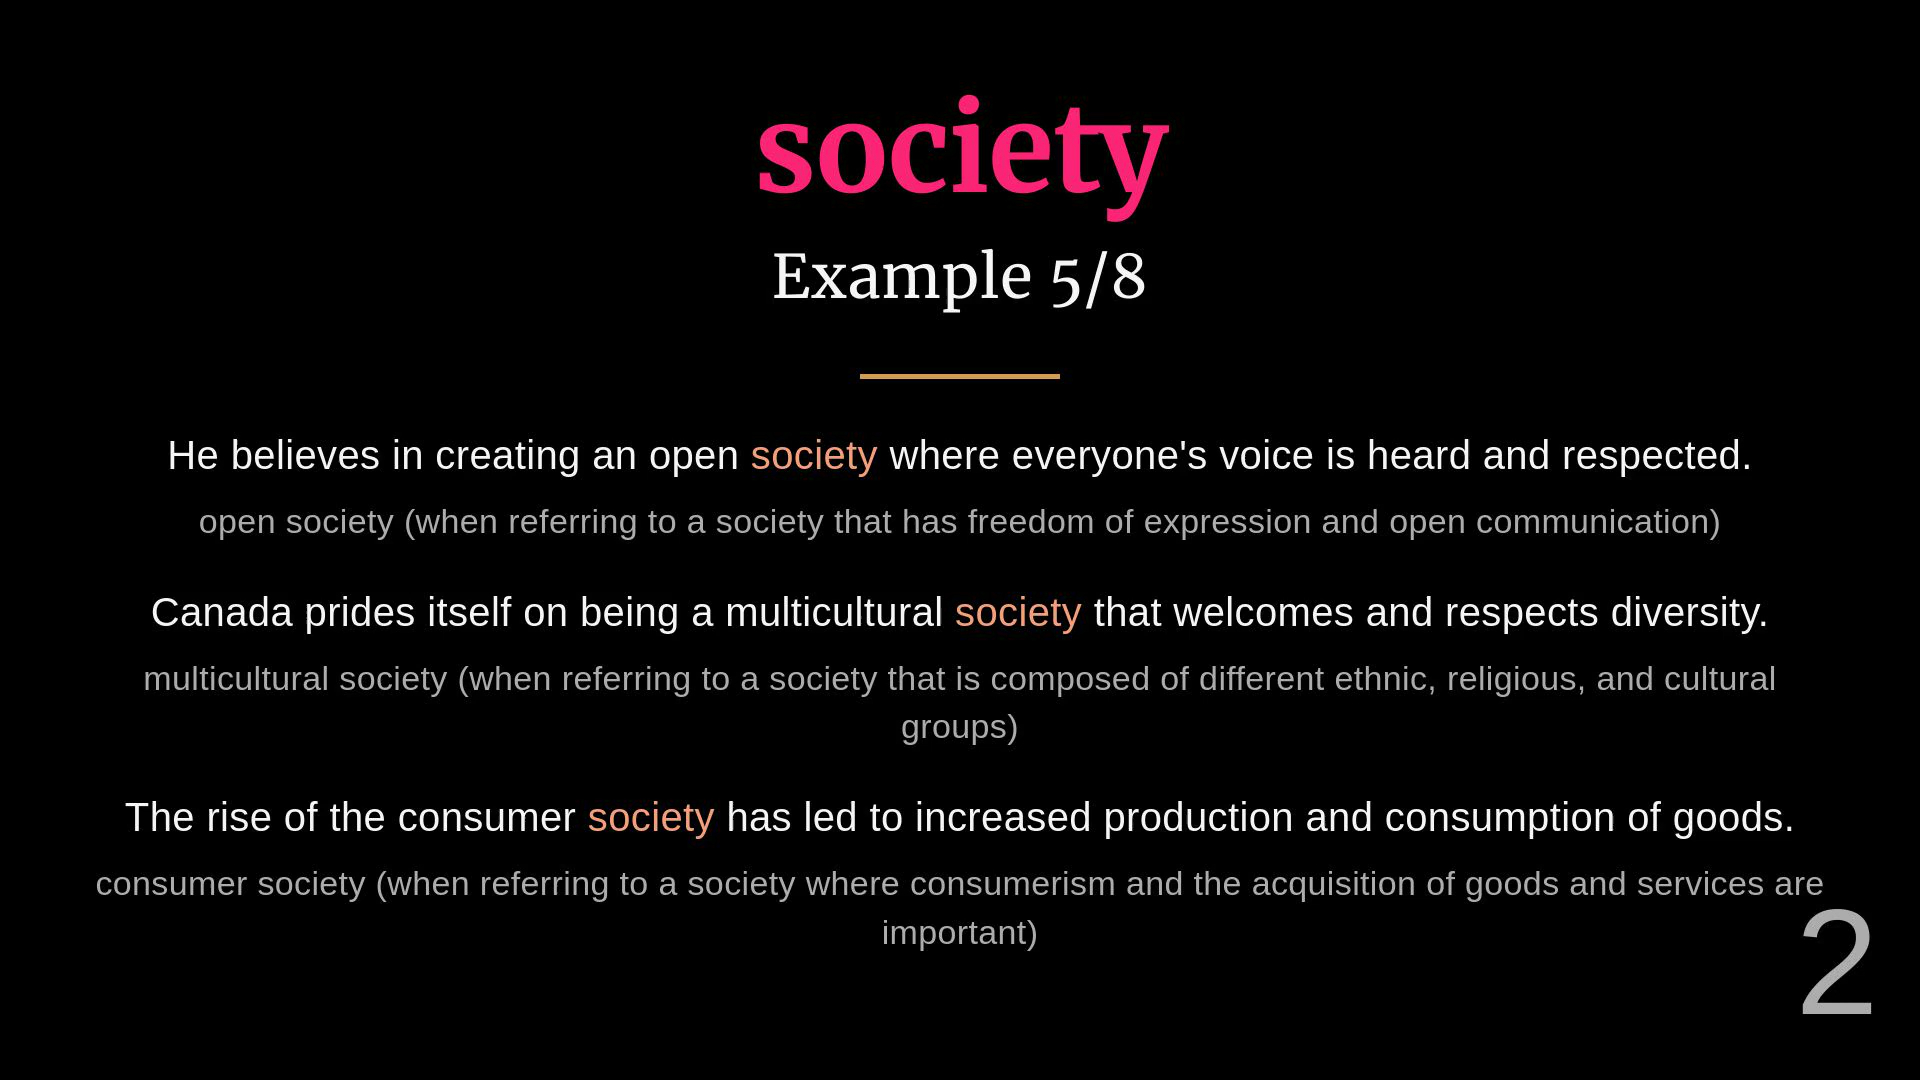 society
Example 5/8
He believes in creating an open society where everyone's voice is heard and respected.
open society (when referring to a society that has freedom of expression and open communication)
Canada prides itself on being a multicultural society that welcomes and respects diversity.
multicultural society (when referring to a society that is composed of different ethnic, religious, and cultural
groups)
The rise of the consumer society has led to increased production and consumption of goods.
consumer society (when referring to a society where consumerism and the acquisition of goods and services are
important)
2